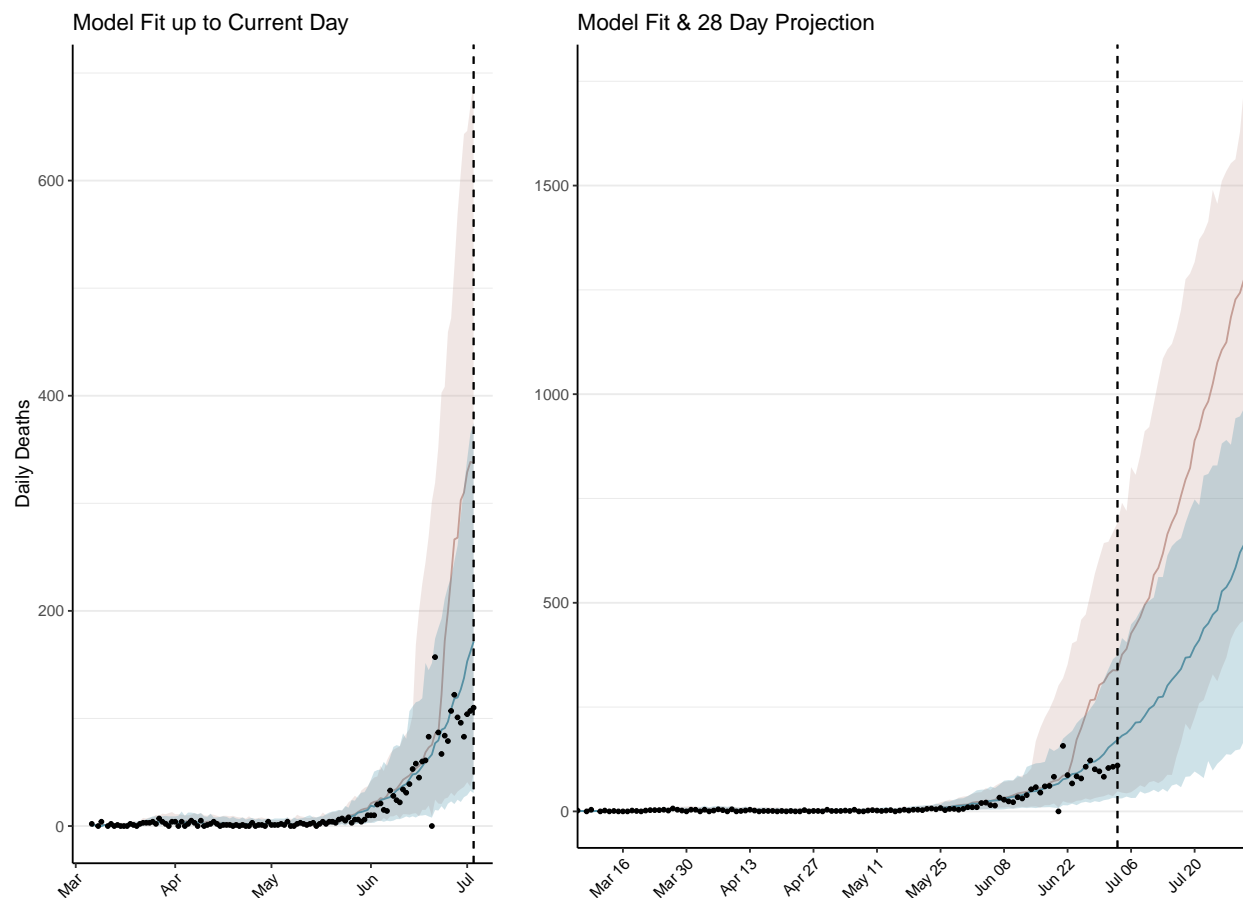 Model Fit up to Current Day
Daily Deaths
600
400
200
0
Mar
Apr
May
Jun
Jul
Model Fit & 28 Day Projection
1500
1000
500
0
Mar 16
Mar 30
Apr 13
Apr 27
May 11
May 25
Jun 08
Jun 22
Jul 06
Jul 20